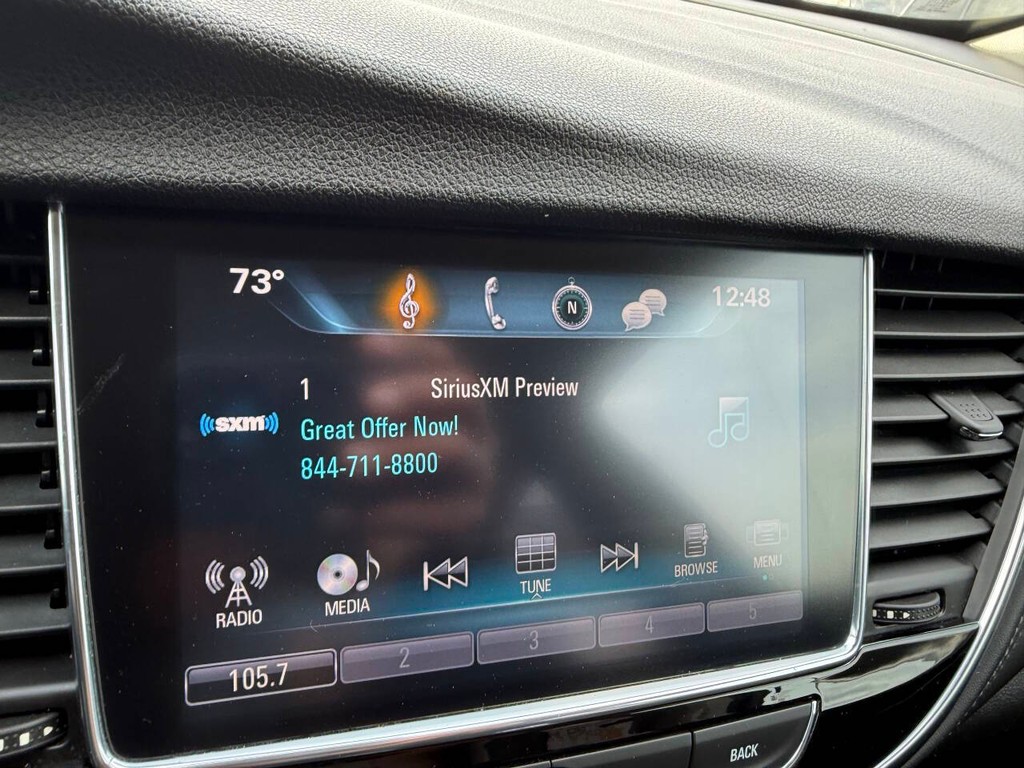 73°
N
12:48
1
SiriusXM Preview
((sxm))
Great Offer Now!
844-711-8800
RADIO
MEDIA
TUNE
BROWSE
MENU
105.7
2
3
4
5
BACK